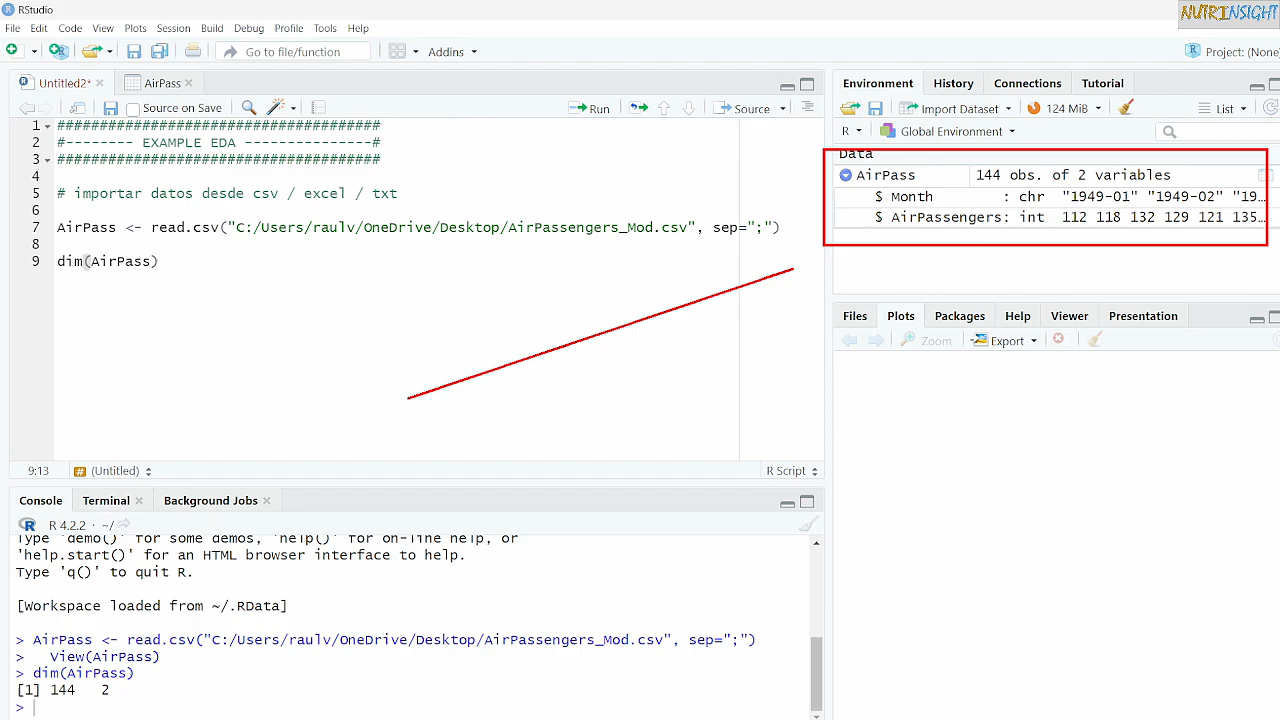 RStudio
NUTRINSIGHT
File Edit Code View Plots Session Build Debug Profile Tools Help
Go to file/function Addins Project: (None
Untitled2* AirPass
Source on Save Run Source
1 ######################################
2 #-------- EXAMPLE EDA ---------------#
3 ######################################
4
5 # importar datos desde csv / excel / txt
6
7 AirPass <- read.csv("C:/Users/raulv/OneDrive/Desktop/AirPassengers_Mod.csv", sep=";")
8
9 dim(AirPass)
9:13 (Untitled) R Script
Console Terminal Background Jobs
R 4.2.2 · ~/
Type 'demo()' for some demos, 'help()' for on-line help, or
'help.start()' for an HTML browser interface to help.
Type 'q()' to quit R.
[Workspace loaded from ~/.RData]
> AirPass <- read.csv("C:/Users/raulv/OneDrive/Desktop/AirPassengers_Mod.csv", sep=";")
> View(AirPass)
> dim(AirPass)
[1] 144 2
>
Environment History Connections Tutorial
Import Dataset 124 MiB List
R Global Environment
Data
AirPass 144 obs. of 2 variables
$ Month : chr "1949-01" "1949-02" "19…
$ AirPassengers: int 112 118 132 129 121 135…
Files Plots Packages Help Viewer Presentation
Zoom Export